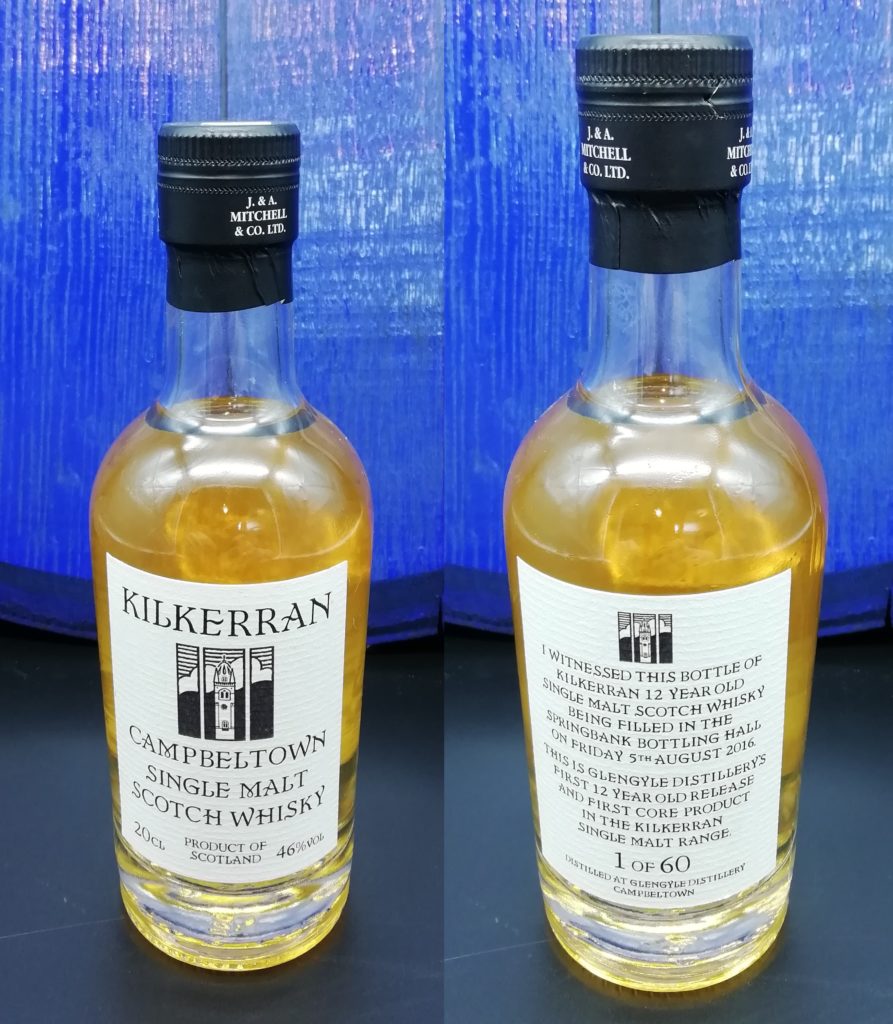 J. & A.
MITCHELL
& CO. LTD.
KILKERRAN
CAMPBELTOWN
SINGLE MALT
SCOTCH WHISKY
20CL PRODUCT OF SCOTLAND 46%VOL
J. & A.
MITCHELL
& CO. LTD.
J. & A.
MITCHELL
& CO. LTD.
I WITNESSED THIS BOTTLE OF
KILKERRAN 12 YEAR OLD
SINGLE MALT SCOTCH WHISKY
BEING FILLED IN THE
SPRINGBANK BOTTLING HALL
ON FRIDAY 5TH AUGUST 2016.
THIS IS GLENGYLE DISTILLERY'S
FIRST 12 YEAR OLD RELEASE
AND FIRST CORE PRODUCT
IN THE KILKERRAN
SINGLE MALT RANGE.
1 OF 60
DISTILLED AT GLENGYLE DISTILLERY
CAMPBELTOWN